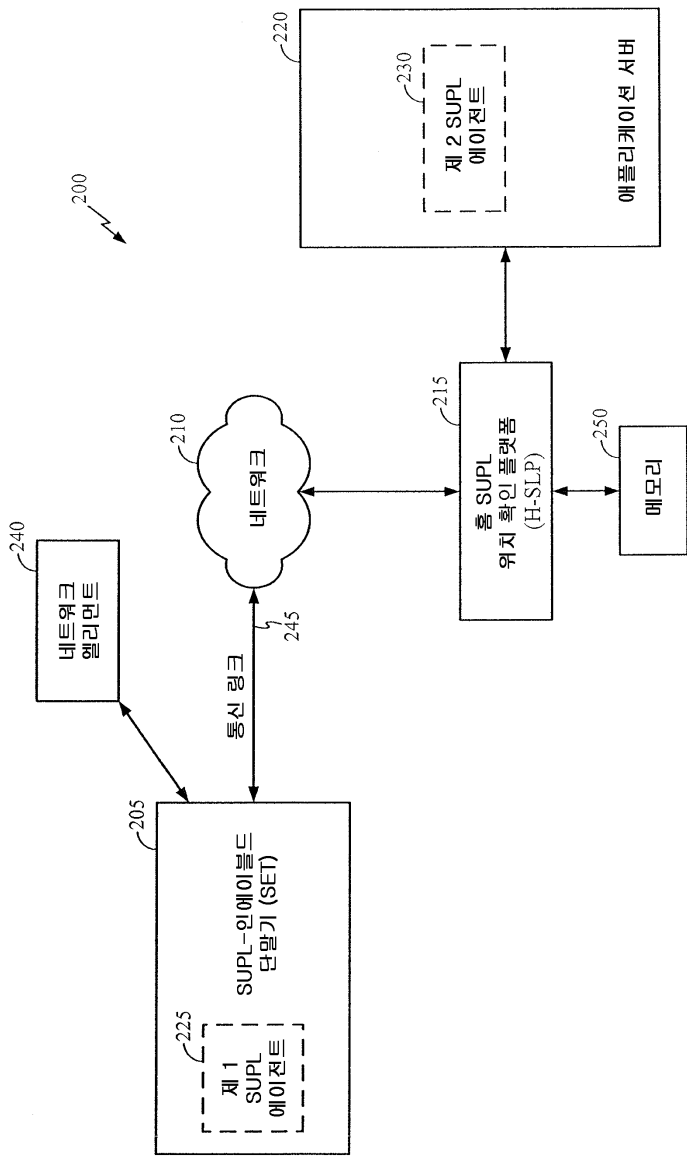 200
205
SUPL-인에이블드
단말기 (SET)
225
제 1
SUPL
에이전트
240
네트워크
엘리먼트
통신 링크
245
210
네트워크
215
홈 SUPL
위치 확인 플랫폼
(H-SLP)
250
메모리
220
230
제 2 SUPL
에이전트
애플리케이션 서버